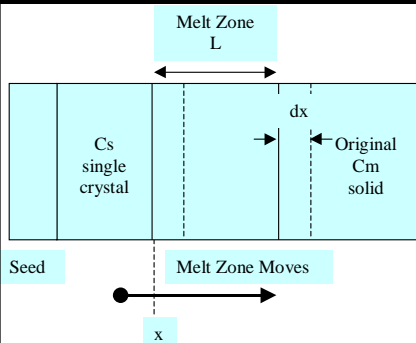 Melt Zone
L
dx
Cs
single
crystal
Original
Cm
solid
Seed
Melt Zone Moves
x